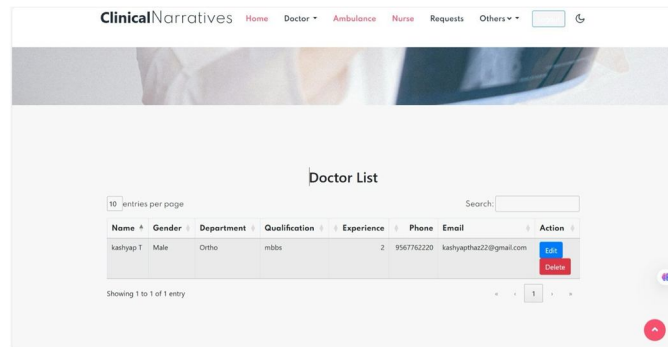 ClinicalNarratives Home Doctor Ambulance Nurse Requests Others
Doctor List
10 entries per page Search:
Name Gender Department Qualification Experience Phone Email Action
kashyap T Male Ortho mbbs 2 9567762220 kashyapthaz22@gmail.com Edit
Delete
Showing 1 to 1 of 1 entry « ‹ 1 › »